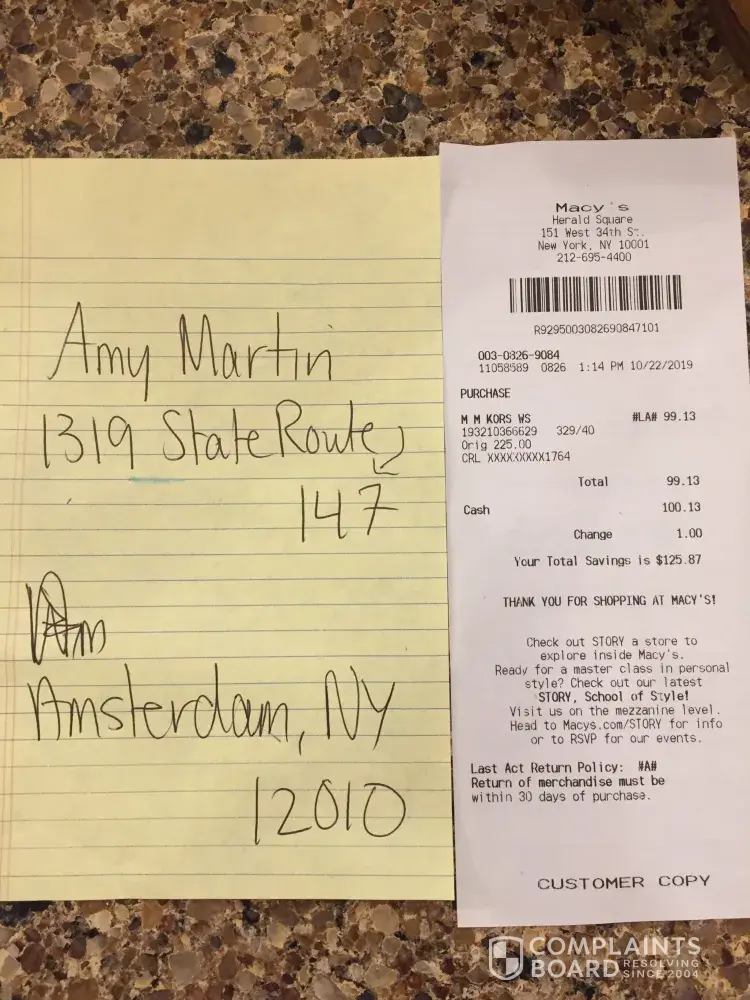 Amy Martin
1319 State Route
147
Amsterdam, NY
12010
Macy's
Herald Square
151 West 34th St.
New York, NY 10001
212-695-4400
R9295003082690847101
003-0826-9084
11058589 0826 1:14 PM 10/22/2019
PURCHASE
M M KORS WS #LA# 99.13
193210366629 329/40
Orig 225.00
CRL XXXXXXXXX1764
Total 99.13
Cash 100.13
Change 1.00
Your Total Savings is $125.87
THANK YOU FOR SHOPPING AT MACY'S!
Check out STORY a store to
explore inside Macy's.
Ready for a master class in personal
style? Check out our latest
STORY, School of Style!
Visit us on the mezzanine level.
Head to Macys.com/STORY for info
or to RSVP for our events.
Last Act Return Policy: #A#
Return of merchandise must be
within 30 days of purchase.
CUSTOMER COPY
COMPLAINTS
BOARD RESOLVING
SINCE 2004